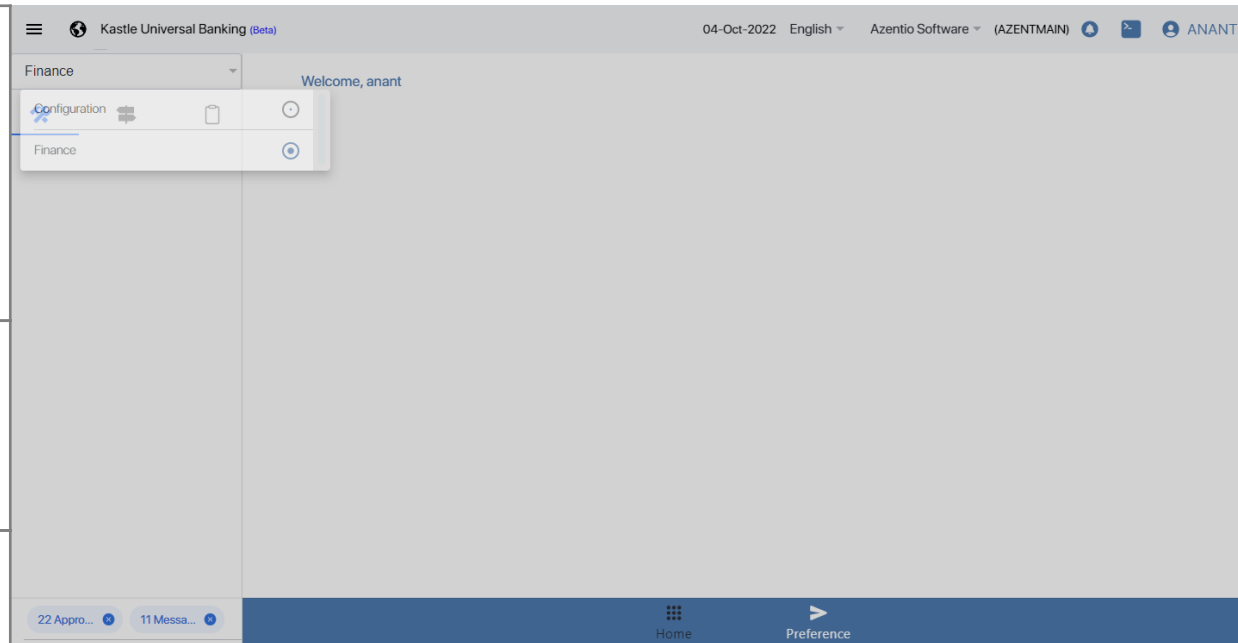 Kastle Universal Banking (Beta)
04-Oct-2022 English Azentio Software (AZENTMAIN) ANANT
Finance
Welcome, anant
Configuration
Finance
22 Appro... 11 Messa...
Home Preference